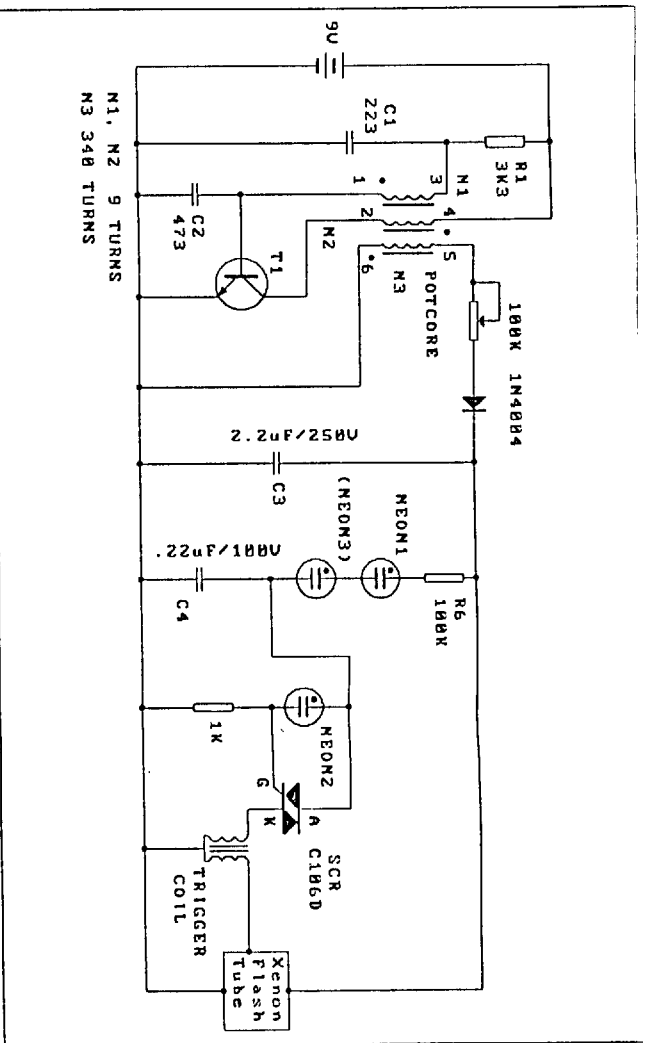 9V
C1
223
R1
3K3
1
3
N1
C2
473
2
4
N2
T1
5
6
N3
POTCORE
N1, N2 9 TURNS
N3 340 TURNS
100K
1N4004
2.2uF/250V
C3
NEON1
(NEON3)
R6
100K
.22uF/100V
C4
NEON2
1K
G
A
K
SCR
C106D
TRIGGER
COIL
Xenon
Flash
Tube